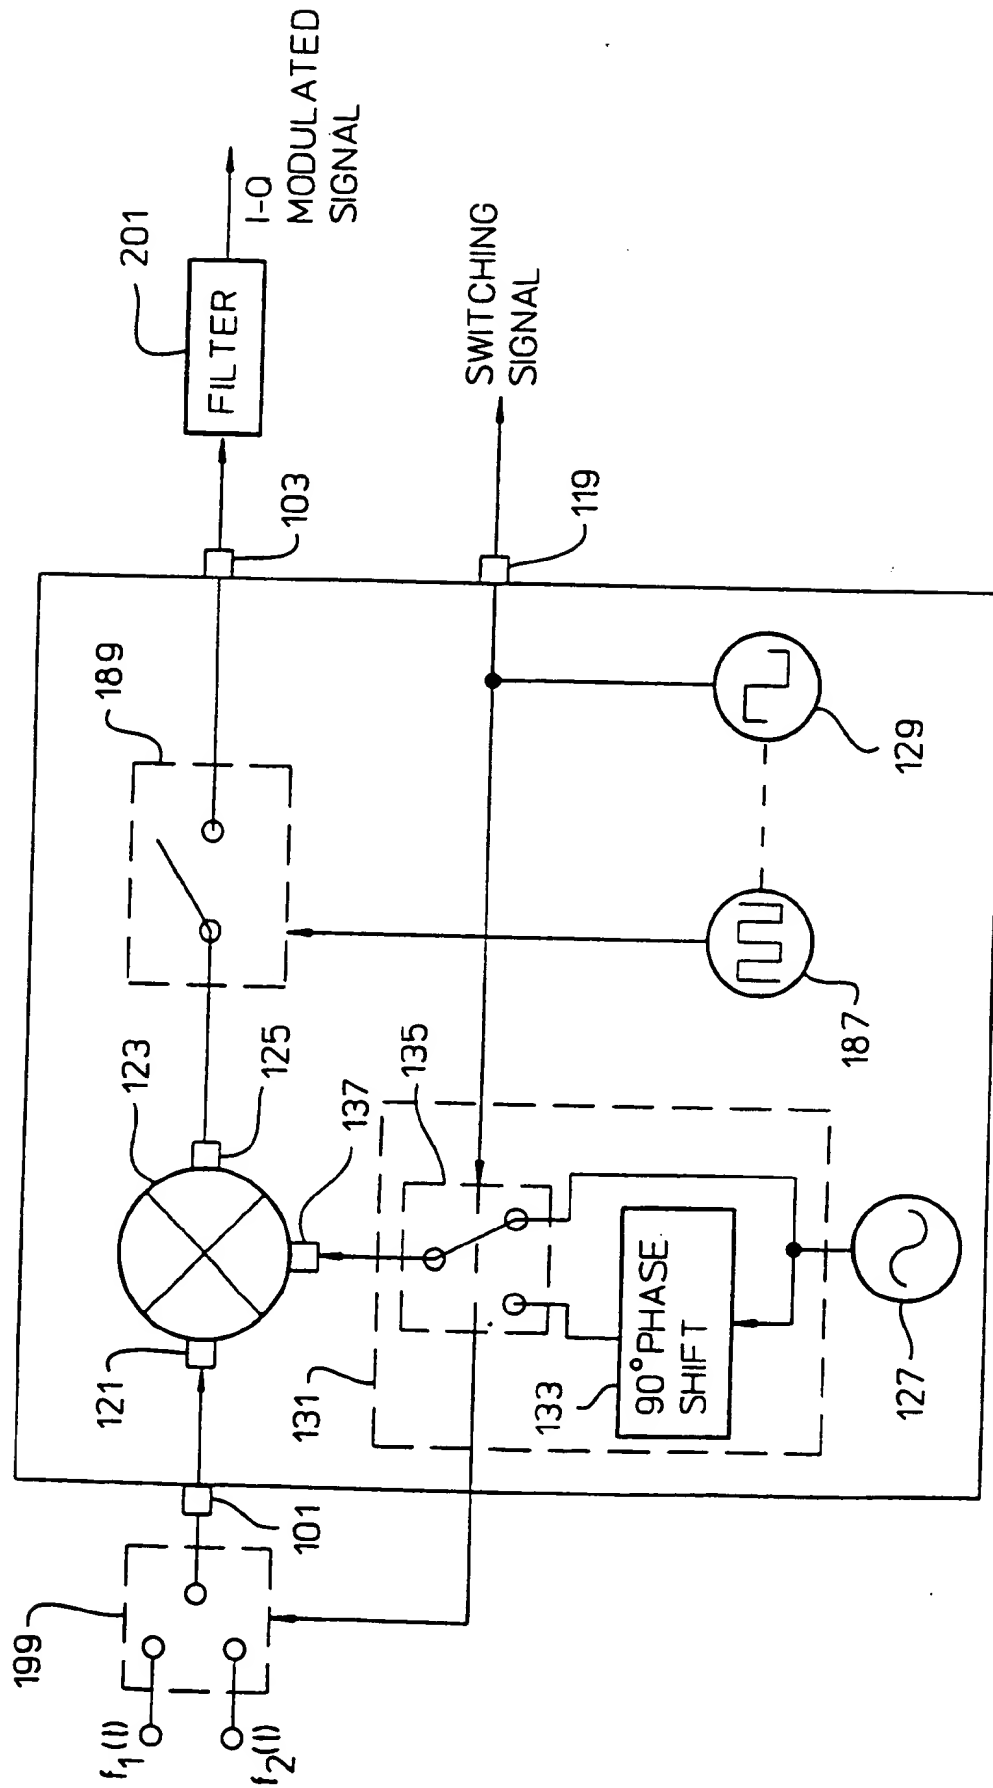 199
f₁(l)
f₂(l)
101
121
123
125
137
135
131
133
90° PHASE
SHIFT
127
189
187
129
103
119
201
FILTER
I-Q
MODULATED
SIGNAL
SWITCHING
SIGNAL